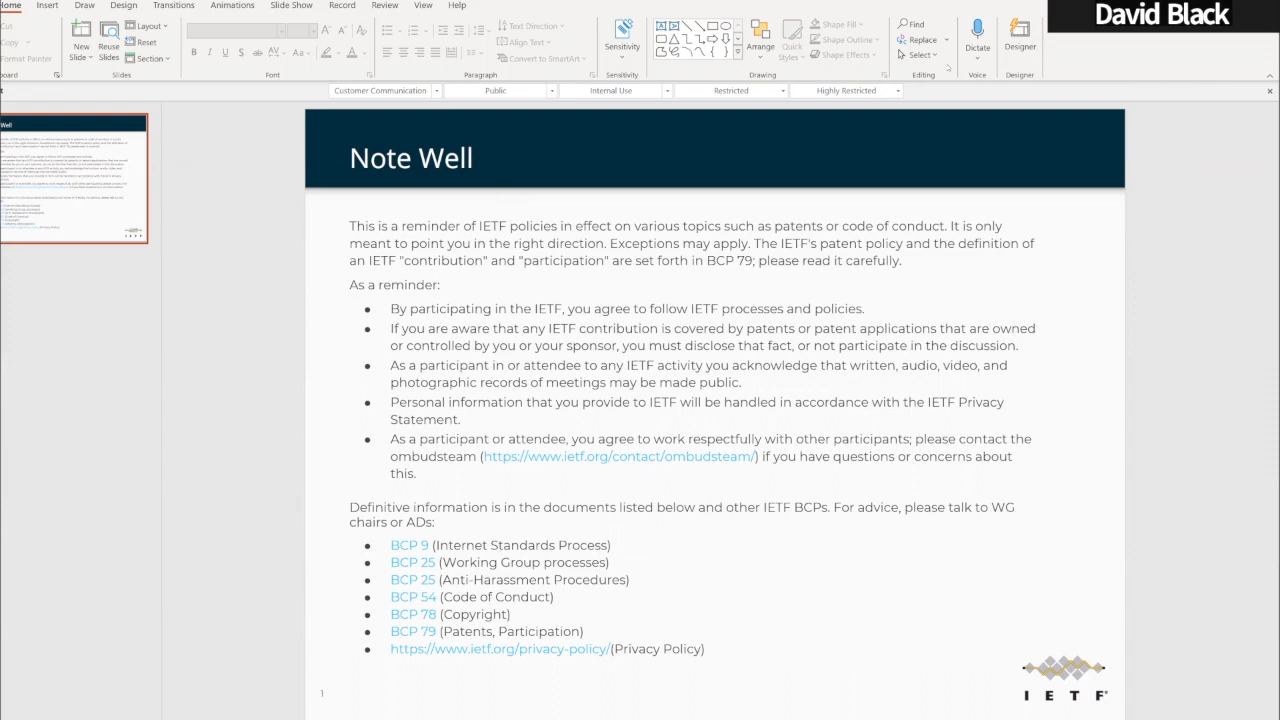 Home Insert Draw Design Transitions Animations Slide Show Record Review View Help
David Black
Cut
Copy
Format Painter
New
Slide
Reuse
Slides
Layout
Reset
Section
Text Direction
Align Text
Convert to SmartArt
Sensitivity
Arrange
Quick
Styles
Shape Fill
Shape Outline
Shape Effects
Find
Replace
Select
Dictate
Designer
Slides Font Paragraph Sensitivity Drawing Editing Voice Designer
Customer Communication Public Internal Use Restricted Highly Restricted
Note Well
This is a reminder of IETF policies in effect on various topics such as patents or code of conduct. It is only
meant to point you in the right direction. Exceptions may apply. The IETF's patent policy and the definition of
an IETF "contribution" and "participation" are set forth in BCP 79; please read it carefully.
As a reminder:
● By participating in the IETF, you agree to follow IETF processes and policies.
● If you are aware that any IETF contribution is covered by patents or patent applications that are owned
or controlled by you or your sponsor, you must disclose that fact, or not participate in the discussion.
● As a participant in or attendee to any IETF activity you acknowledge that written, audio, video, and
photographic records of meetings may be made public.
● Personal information that you provide to IETF will be handled in accordance with the IETF Privacy
Statement.
● As a participant or attendee, you agree to work respectfully with other participants; please contact the
ombudsteam (https://www.ietf.org/contact/ombudsteam/) if you have questions or concerns about
this.
Definitive information is in the documents listed below and other IETF BCPs. For advice, please talk to WG
chairs or ADs:
● BCP 9 (Internet Standards Process)
● BCP 25 (Working Group processes)
● BCP 25 (Anti-Harassment Procedures)
● BCP 54 (Code of Conduct)
● BCP 78 (Copyright)
● BCP 79 (Patents, Participation)
● https://www.ietf.org/privacy-policy/(Privacy Policy)
1
I E T F®